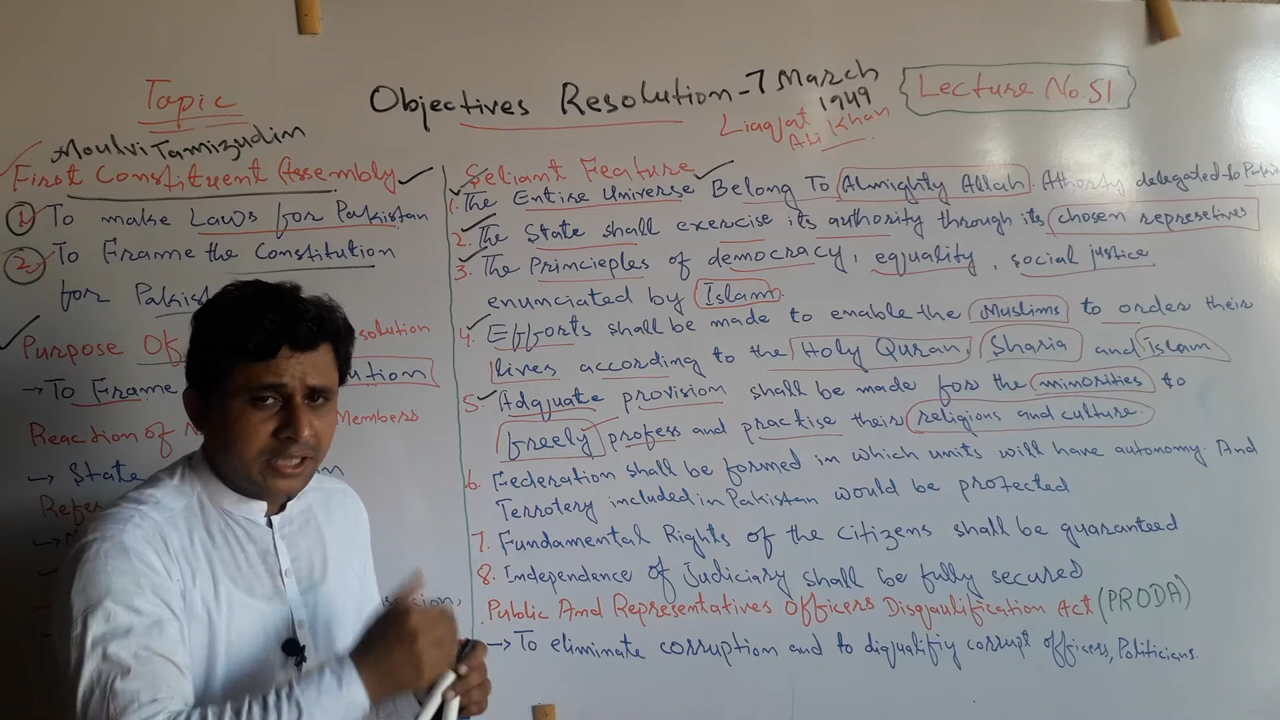 Topic
Objectives Resolution - 7 March
1949
Liaqat
Ali Khan
Lecture No. 51
Moulvi Tamizudin
First Constituent Assembly
1. To make Laws for Pakistan
2. To Frame the Constitution
for Pakist
Purpose Of solution
→ To Frame ution
Reaction of Members
→ State
Refer
Seliant Feature
1. The Entire Universe Belong To Almighty Allah. Athorty delegated to Pakis
2. The State shall exercise its authority through its chosen represetives.
3. The Principles of democracy, equality, social justice
enunciated by Islam.
4. Efforts shall be made to enable the Muslims to order their
lives according to the Holy Quran, Sharia and Islam
5. Adquate provision shall be made for the minorities to
freely profess and practise their religions and culture.
6. Federation shall be formed in which units will have autonomy. And
Terrotery included in Pakistan would be protected
7. Fundamental Rights of the citizens shall be guaranteed
8. Independence of Judiciary shall be fully secured
Public And Representatives Officers Disqaulification Act (PRODA)
→ To eliminate corruption and to disqualifiy corrupt officers, Politicians.